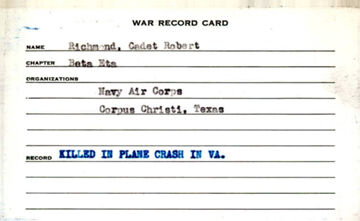 WAR RECORD CARD
NAME Richmond, Cadet Robert
CHAPTER Beta Eta
ORGANIZATIONS
Navy Air Corps
Corpus Christi, Texas
RECORD KILLED IN PLANE CRASH IN VA.